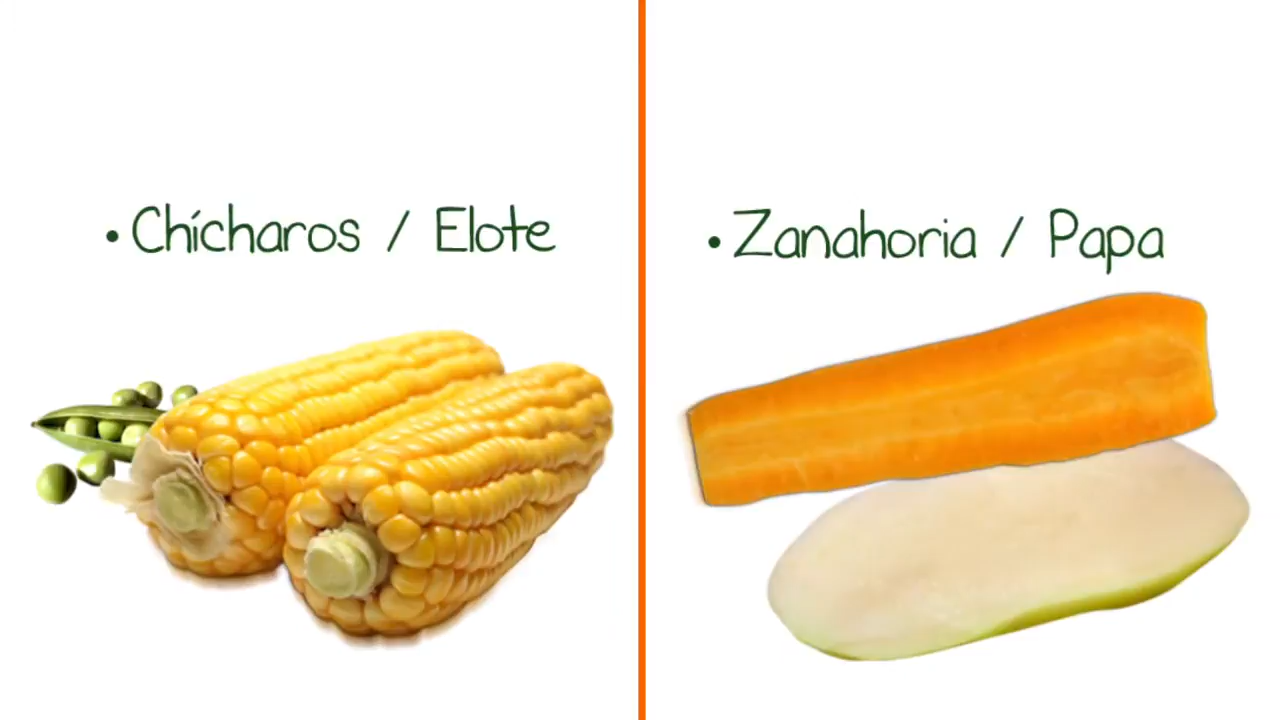 • Chícharos / Elote
• Zanahoria / Papa